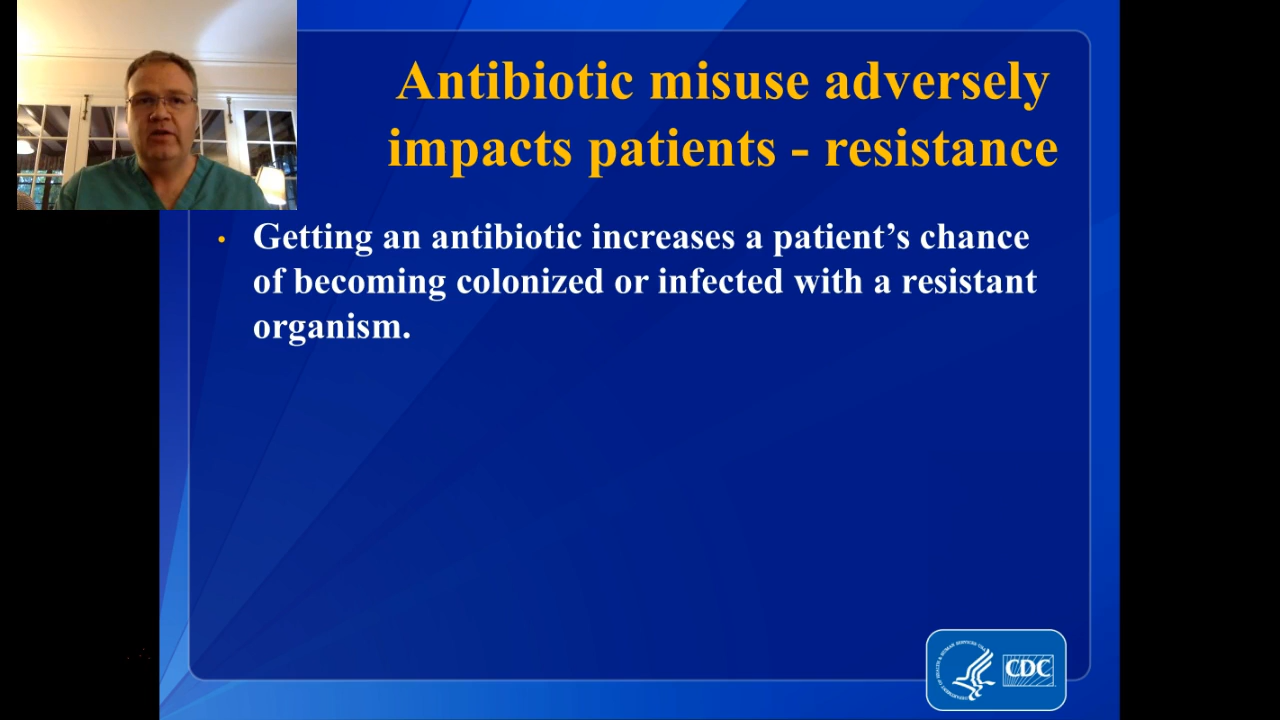 Antibiotic misuse adversely
impacts patients - resistance
• Getting an antibiotic increases a patient’s chance
of becoming colonized or infected with a resistant
organism.
CDC